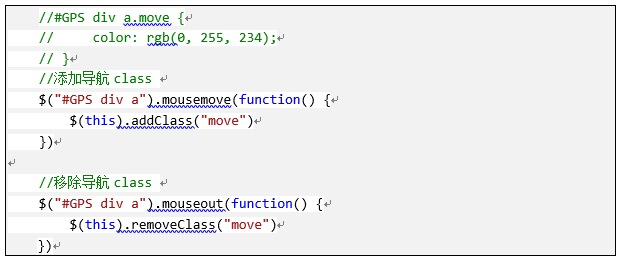 //#GPS div a.move {
//     color: rgb(0, 255, 234);
// }
//添加导航 class
$("#GPS div a").mousemove(function() {
    $(this).addClass("move")
})

//移除导航 class
$("#GPS div a").mouseout(function() {
    $(this).removeClass("move")
})